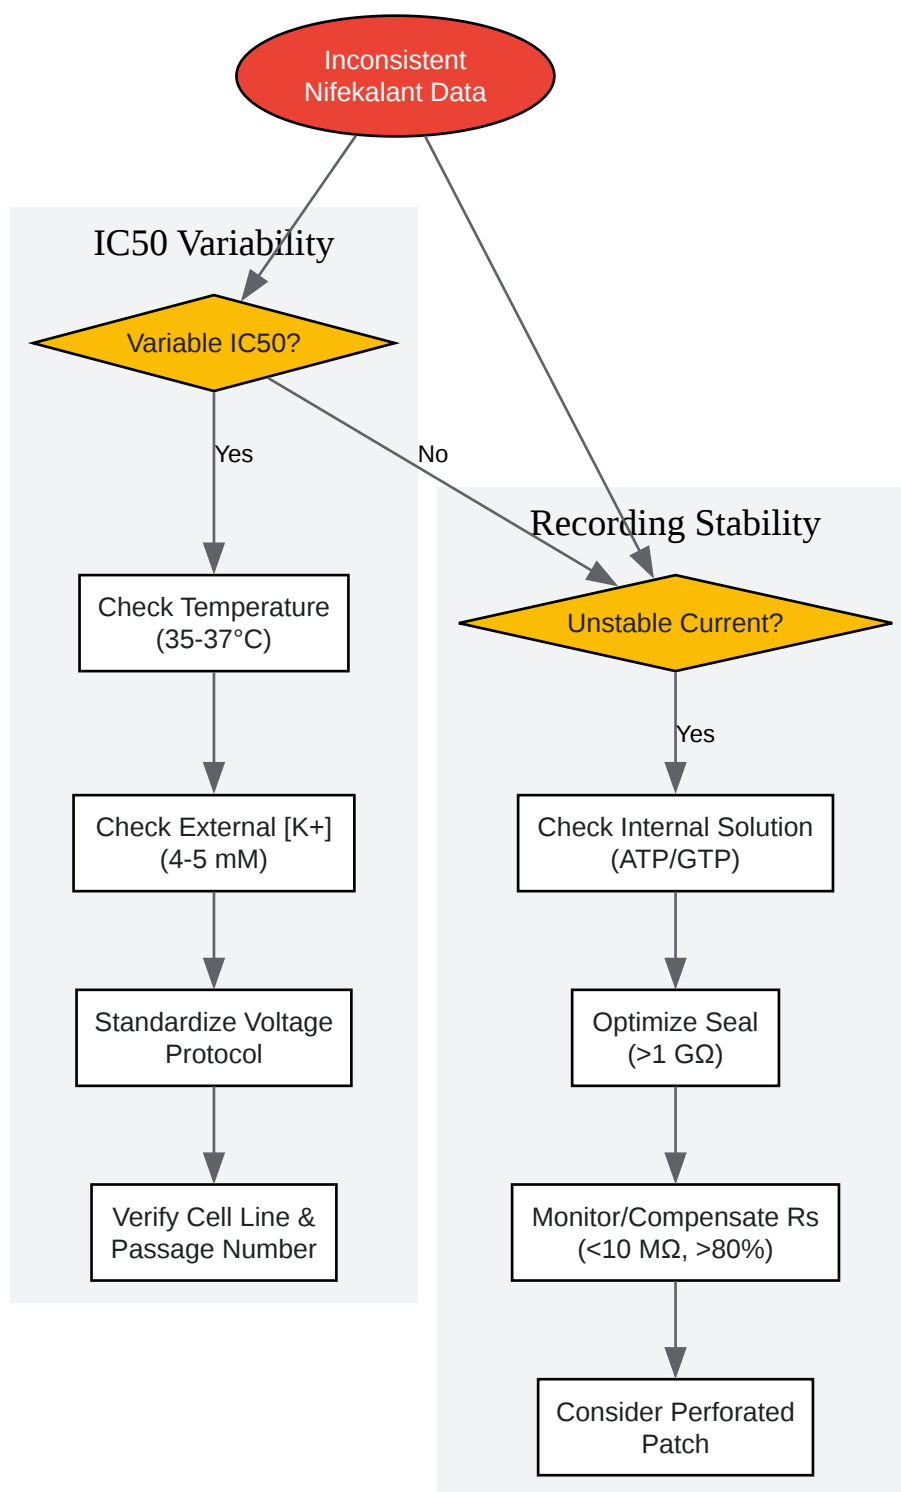 Inconsistent
Nifekalant Data
IC50 Variability
Variable IC50?
Yes
No
Check Temperature
(35-37°C)
Check External [K+]
(4-5 mM)
Standardize Voltage
Protocol
Verify Cell Line &
Passage Number
Recording Stability
Unstable Current?
Yes
Check Internal Solution
(ATP/GTP)
Optimize Seal
(>1 GΩ)
Monitor/Compensate Rs
(<10 MΩ, >80%)
Consider Perforated
Patch